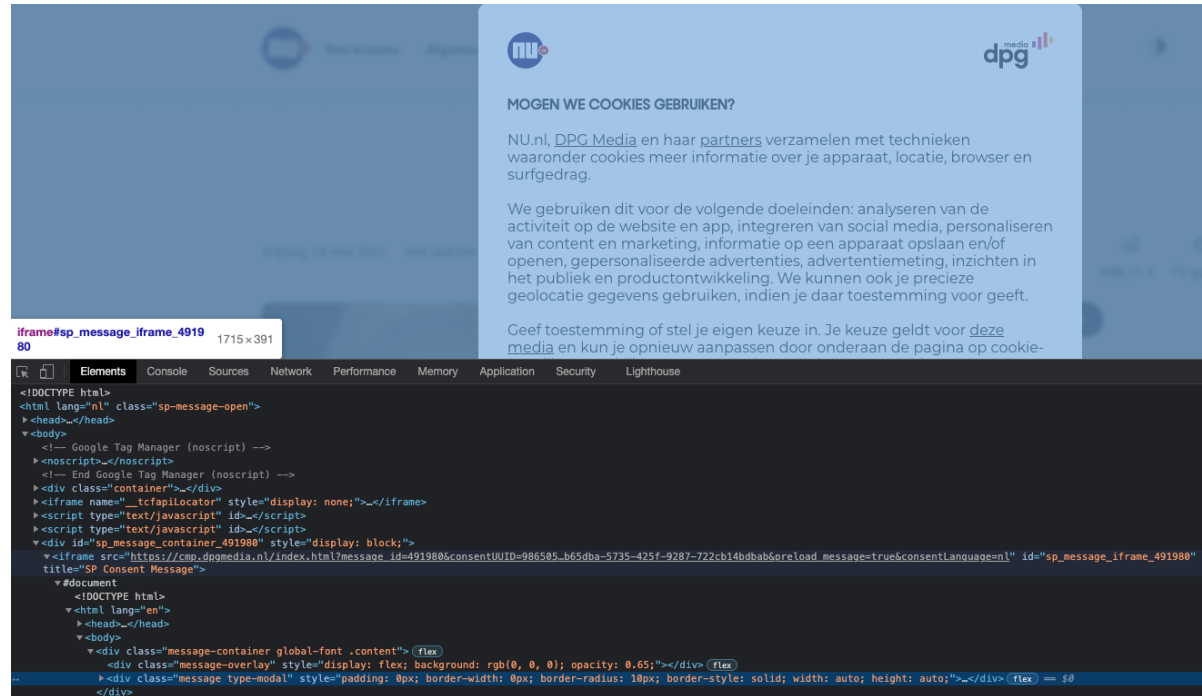 nu
media
dpg
MOGEN WE COOKIES GEBRUIKEN?
NU.nl, DPG Media en haar partners verzamelen met technieken
waaronder cookies meer informatie over je apparaat, locatie, browser en
surfgedrag.
We gebruiken dit voor de volgende doeleinden: analyseren van de
activiteit op de website en app, integreren van social media, personaliseren
van content en marketing, informatie op een apparaat opslaan en/of
openen, gepersonaliseerde advertenties, advertentiemeting, inzichten in
het publiek en productontwikkeling. We kunnen ook je precieze
geolocatie gegevens gebruiken, indien je daar toestemming voor geeft.
Geef toestemming of stel je eigen keuze in. Je keuze geldt voor deze
media en kun je opnieuw aanpassen door onderaan de pagina op cookie-
iframe#sp_message_iframe_4919
80
1715 × 391
Elements Console Sources Network Performance Memory Application Security Lighthouse
<!DOCTYPE html>
<html lang="nl" class="sp-message-open">
<head>…</head>
<body>
<!-- Google Tag Manager (noscript) -->
<noscript>…</noscript>
<!-- End Google Tag Manager (noscript) -->
<div class="container">…</div>
<iframe name="__tcfapiLocator" style="display: none;">…</iframe>
<script type="text/javascript" id>…</script>
<script type="text/javascript" id>…</script>
<div id="sp_message_container_491980" style="display: block;">
<iframe src="https://cmp.dpgmedia.nl/index.html?message_id=491980&consentUUID=986505…b65dba-5735-425f-9287-722cb14bdbab&preload_message=true&consentLanguage=nl" id="sp_message_iframe_491980"
title="SP Consent Message">
#document
<!DOCTYPE html>
<html lang="en">
<head>…</head>
<body>
<div class="message-container global-font .content"> flex
<div class="message-overlay" style="display: flex; background: rgb(0, 0, 0); opacity: 0.65;"></div> flex
<div class="message type-modal" style="padding: 0px; border-width: 0px; border-radius: 10px; border-style: solid; width: auto; height: auto;">…</div> flex == $0
</div>